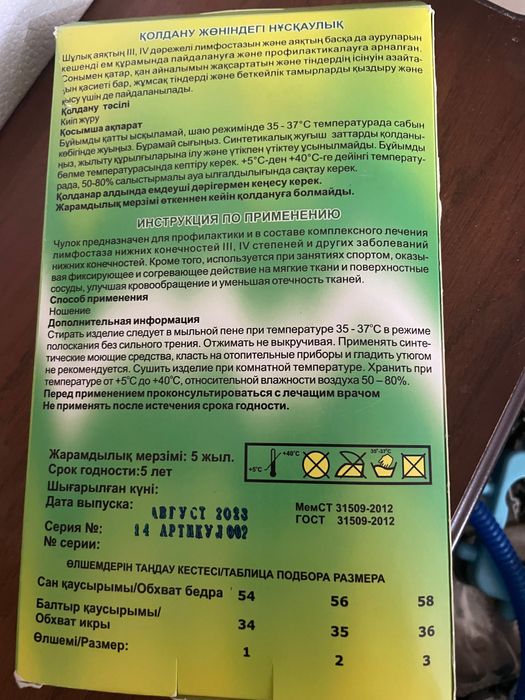 ҚОЛДАНУ ЖӨНІНДЕГІ НҰСҚАУЛЫҚ
Шұлық аяқтың III, IV дәрежелі лимфостазын және аяқтың басқа да ауруларын
кешенді ем құрамында пайдалануға және профилактикалауға арналған.
Сонымен қатар, қан айналымын жақсартатын және тіндердің ісінуін азайта-
ын қасиеті бар, жұмсақ тіндерді және беткейлік тамырларды қыздыру және
қысу үшін де пайдаланылады.
Қолдану тәсілі
Киіп жүру
Қосымша ақпарат
Бұйымды қатты ысқыламай, шаю режимінде 35 - 37°С температурада сабын
көбігінде жуыңыз. Бұрамай сығыңыз. Синтетикалық жуғыш заттарды қолданы-
ңыз, жылыту құрылғыларына ілу және үтікпен үтіктеу ұсынылмайды. Бұйымды
бөлме температурасында кептіру керек. +5°С-ден +40°С-ге дейінгі температу-
рада, 50-80% салыстырмалы ауа ылғалдылығында сақтау керек.
Қолданар алдында емдеуші дәрігермен кеңесу керек.
Жарамдылық мерзімі өткеннен кейін қолдануға болмайды.
ИНСТРУКЦИЯ ПО ПРИМЕНЕНИЮ
Чулок предназначен для профилактики и в составе комплексного лечения
лимфостаза нижних конечностей III, IV степеней и других заболеваний
нижних конечностей. Кроме того, используется при занятиях спортом, оказы-
вая фиксирующее и согревающее действие на мягкие ткани и поверхностные
сосуды, улучшая кровообращение и уменьшая отечность тканей.
Способ применения
Ношение
Дополнительная информация
Стирать изделие следует в мыльной пене при температуре 35 - 37°С в режиме
полоскания без сильного трения. Отжимать не выкручивая. Применять синте-
тические моющие средства, класть на отопительные приборы и гладить утюгом
не рекомендуется. Сушить изделие при комнатной температуре. Хранить при
температуре от +5°С до +40°С, относительной влажности воздуха 50 – 80%.
Перед применением проконсультироваться с лечащим врачом
Не применять после истечения срока годности.
Жарамдылық мерзімі: 5 жыл.
Срок годности:5 лет
+5°С +40°С 35°-37°С
Шығарылған күні:
Дата выпуска: АВГУСТ 2023
МемСТ 31509-2012
Серия №: 14 АРТИКУЛ 002
ГОСТ 31509-2012
№ серии:
ӨЛШЕМДЕРІН ТАҢДАУ КЕСТЕСІ/ТАБЛИЦА ПОДБОРА РАЗМЕРА
Сан қаусырымы/Обхват бедра 54 56 58
Балтыр қаусырымы/
Обхват икры 34 35 36
Өлшемі/Размер: 1 2 3